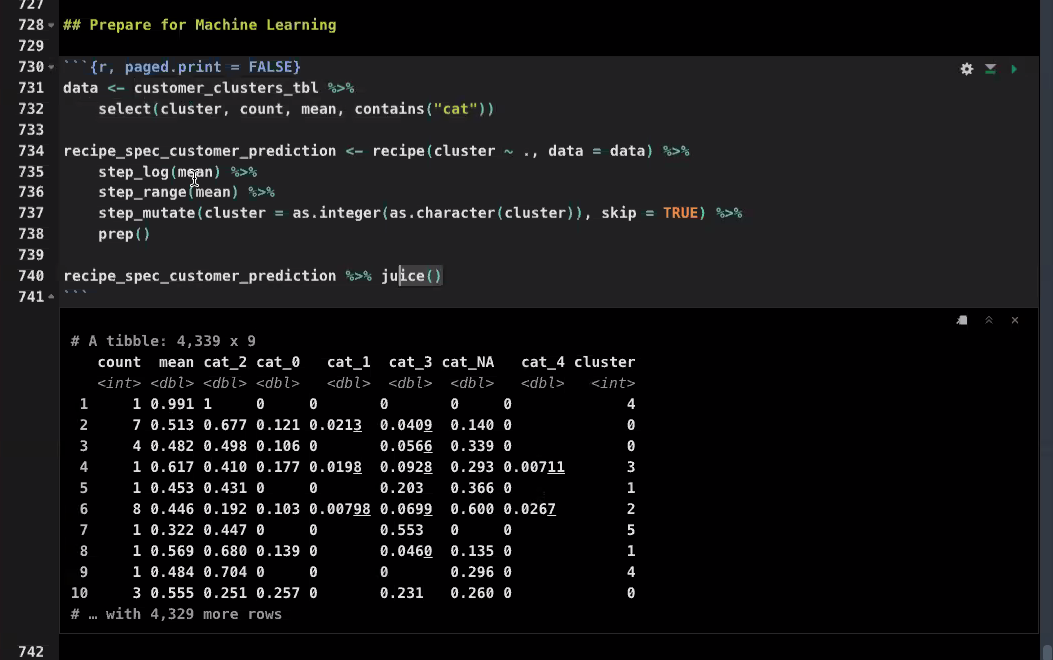 727
728 ## Prepare for Machine Learning
729
730 ```{r, paged.print = FALSE}
731 data <- customer_clusters_tbl %>%
732     select(cluster, count, mean, contains("cat"))
733
734 recipe_spec_customer_prediction <- recipe(cluster ~ ., data = data) %>%
735     step_log(mean) %>%
736     step_range(mean) %>%
737     step_mutate(cluster = as.integer(as.character(cluster)), skip = TRUE) %>%
738     prep()
739
740 recipe_spec_customer_prediction %>% juice()
741 ```
# A tibble: 4,339 x 9
count mean cat_2 cat_0 cat_1 cat_3 cat_NA cat_4 cluster
<int> <dbl> <dbl> <dbl> <dbl> <dbl> <dbl> <dbl> <int>
1 1 0.991 1 0 0 0 0 0 4
2 7 0.513 0.677 0.121 0.0213 0.0409 0.140 0 0
3 4 0.482 0.498 0.106 0 0.0566 0.339 0 0
4 1 0.617 0.410 0.177 0.0198 0.0928 0.293 0.00711 3
5 1 0.453 0.431 0 0 0.203 0.366 0 1
6 8 0.446 0.192 0.103 0.00798 0.0699 0.600 0.0267 2
7 1 0.322 0.447 0 0 0.553 0 0 5
8 1 0.569 0.680 0.139 0 0.0460 0.135 0 1
9 1 0.484 0.704 0 0 0 0.296 0 4
10 3 0.555 0.251 0.257 0 0.231 0.260 0 0
# … with 4,329 more rows
742